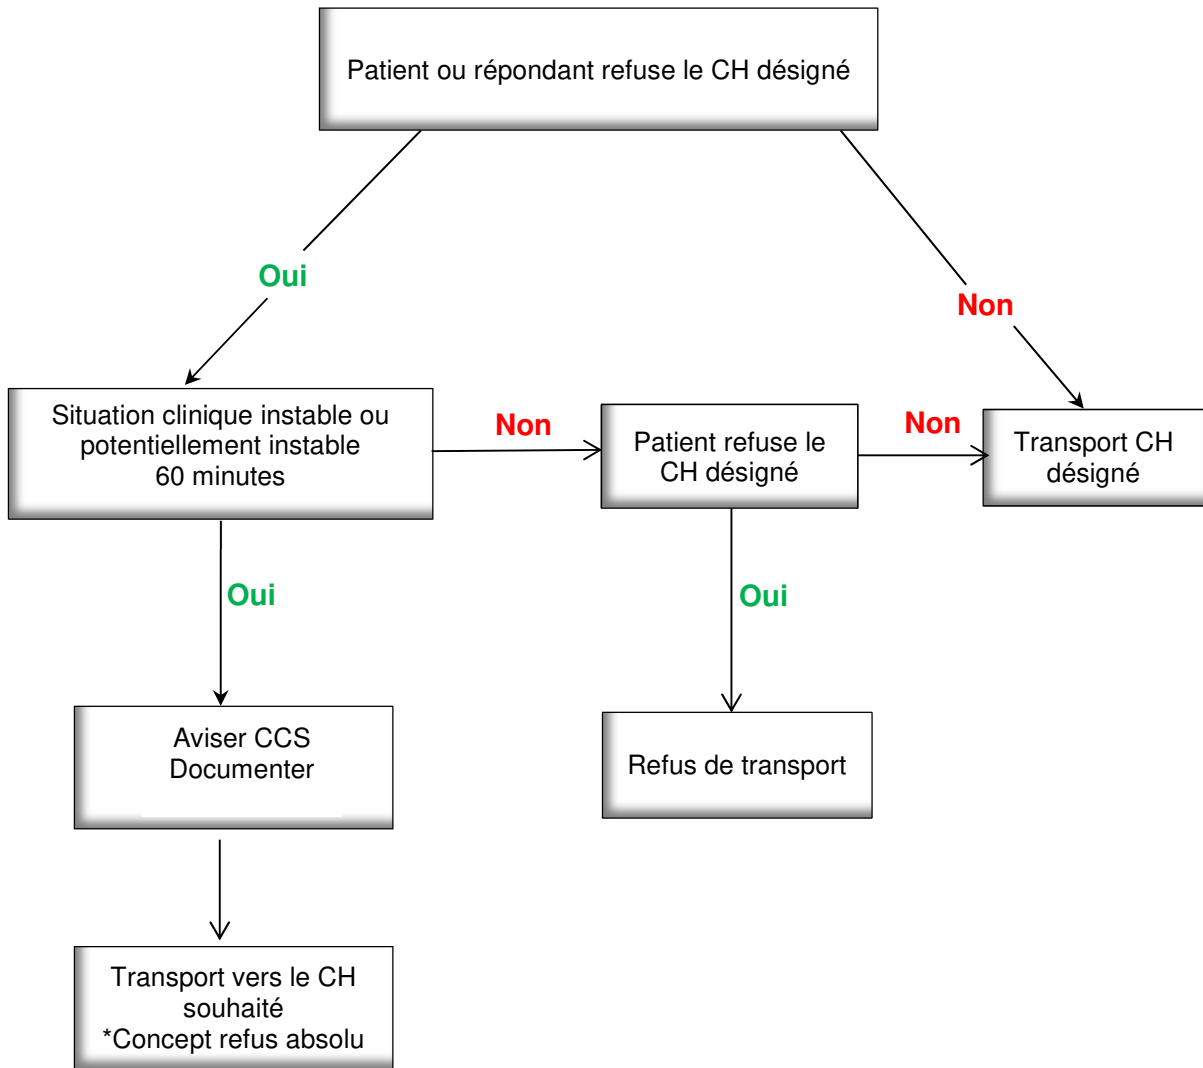 Patient ou répondant refuse le CH désigné
Oui
Non
Situation clinique instable ou
potentiellement instable
60 minutes
Non
Patient refuse le
CH désigné
Non
Transport CH
désigné
Oui
Oui
Aviser CCS
Documenter
Refus de transport
Transport vers le CH
souhaité
*Concept refus absolu